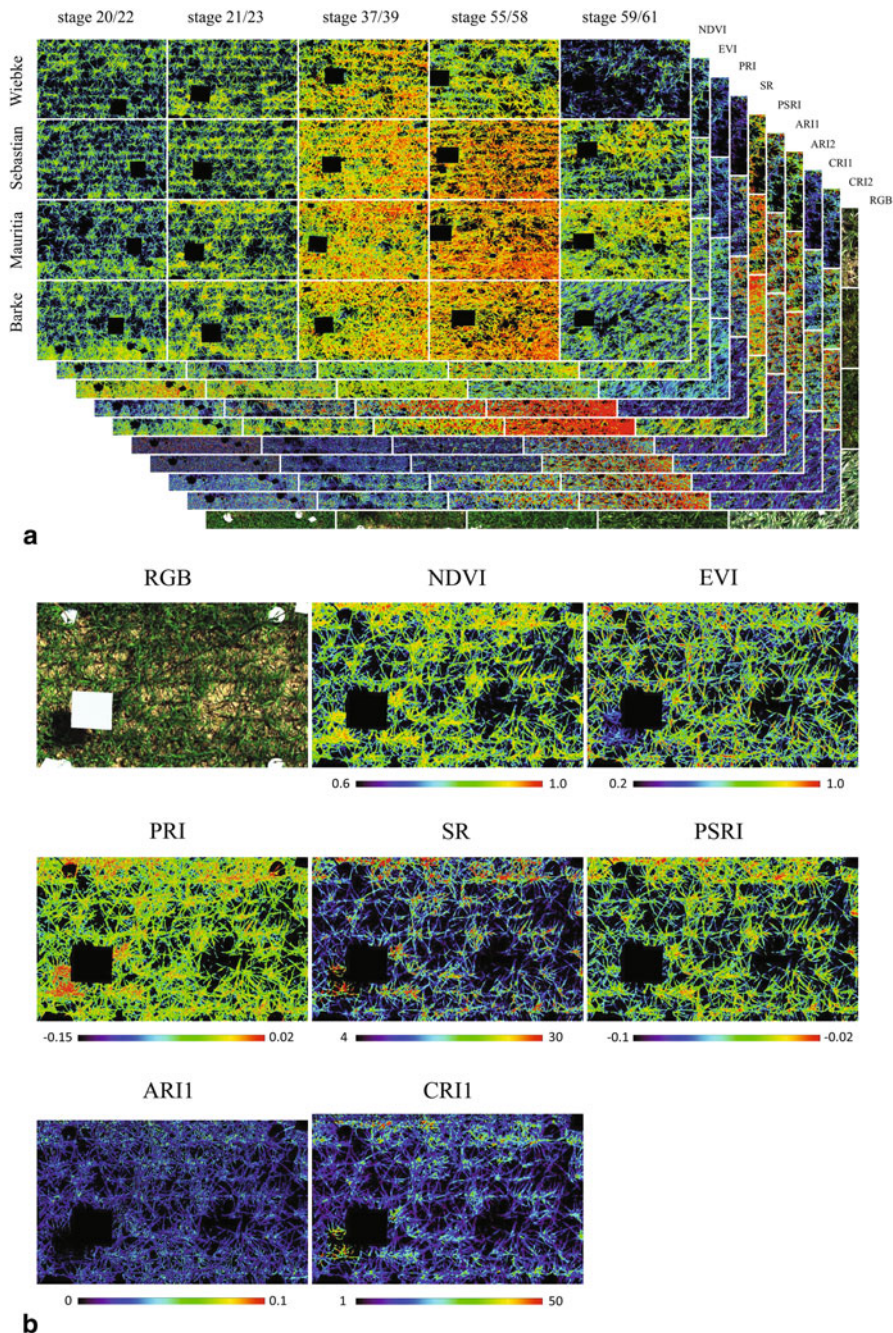 stage 20/22 stage 21/23 stage 37/39 stage 55/58 stage 59/61
Wiebke
Sebastian
Mauritia
Barke
NDVI
EVI
PRI
SR
PSRI
ARI1
ARI2
CRI1
CRI2
RGB
a
RGB NDVI EVI
0.6 1.0 0.2 1.0
PRI SR PSRI
-0.15 0.02 4 30 -0.1 -0.02
ARI1 CRI1
0 0.1 1 50
b